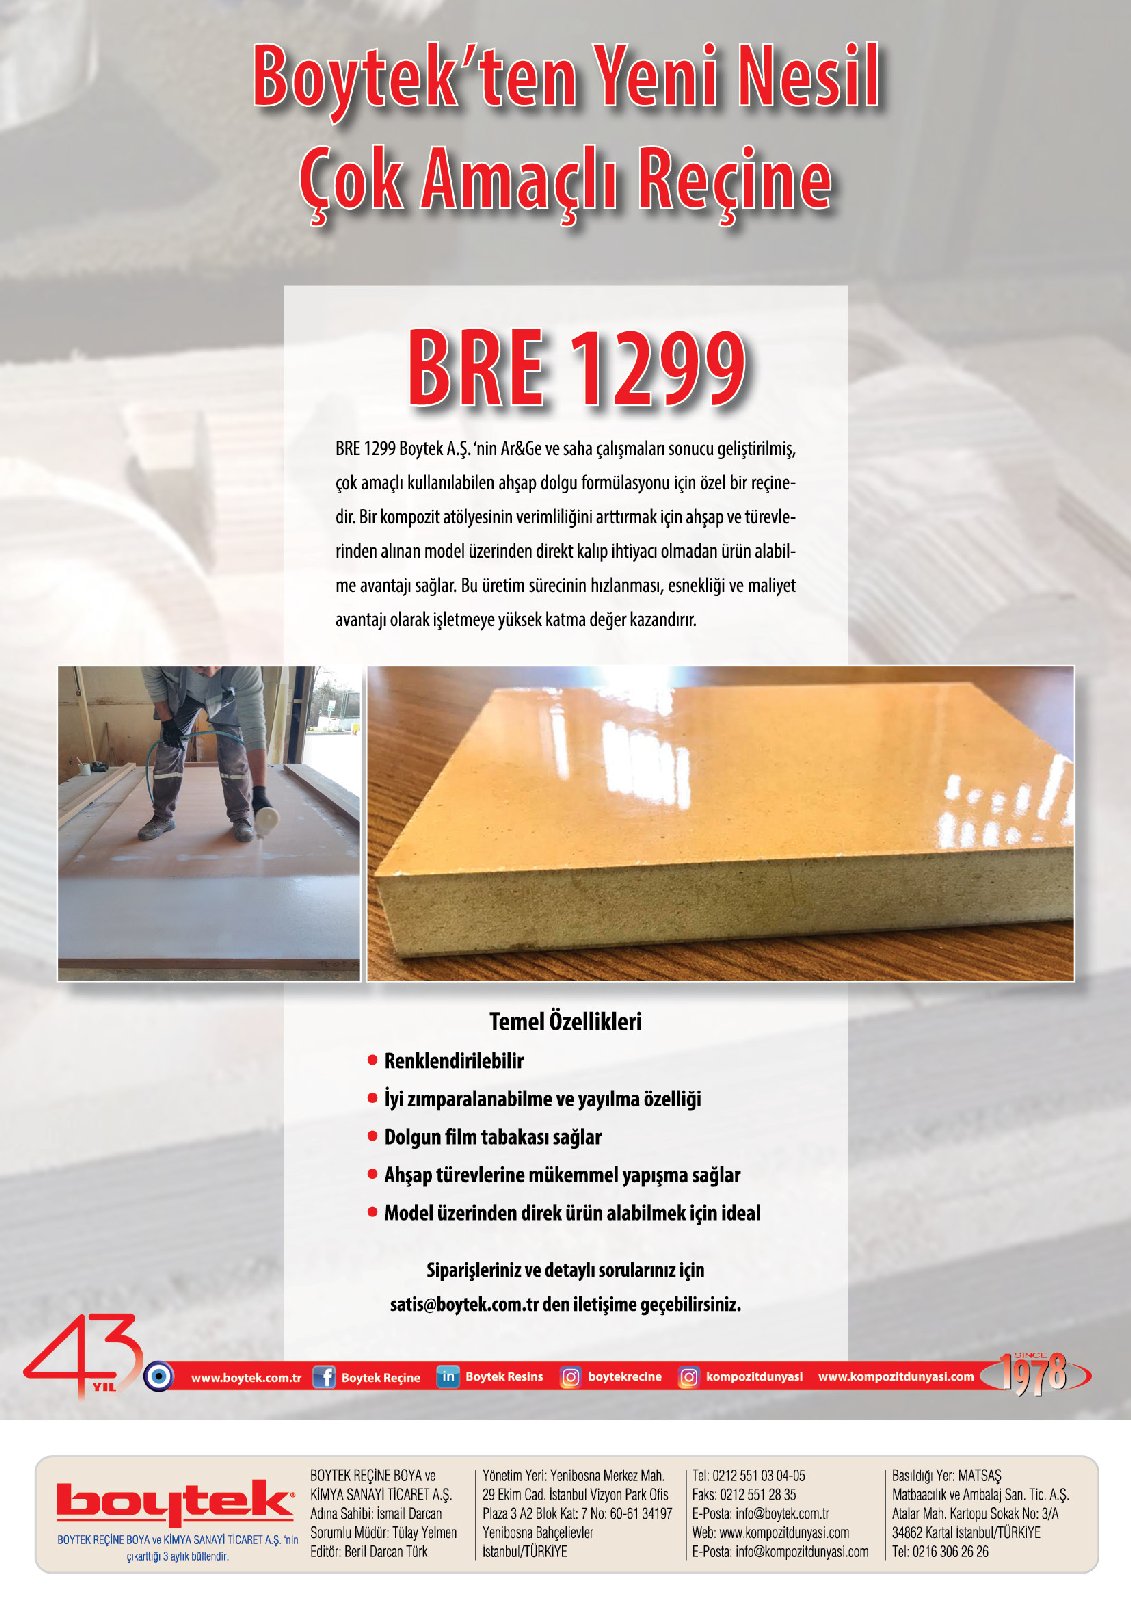 Boytek’ten Yeni Nesil
Çok Amaçlı Reçine
BRE 1299
BRE 1299 Boytek A.Ş. ‘nin Ar&Ge ve saha çalışmaları sonucu geliştirilmiş,
çok amaçlı kullanılabilen ahşap dolgu formülasyonu için özel bir reçine-
dir. Bir kompozit atölyesinin verimliliğini arttırmak için ahşap ve türevle-
rinden alınan model üzerinden direkt kalıp ihtiyacı olmadan ürün alabil-
me avantajı sağlar. Bu üretim sürecinin hızlanması, esnekliği ve maliyet
avantajı olarak işletmeye yüksek katma değer kazandırır.
Temel Özellikleri
• Renklendirilebilir
• İyi zımparalanabilme ve yayılma özelliği
• Dolgun film tabakası sağlar
• Ahşap türevlerine mükemmel yapışma sağlar
• Model üzerinden direk ürün alabilmek için ideal
Siparişleriniz ve detaylı sorularınız için
satis@boytek.com.tr den iletişime geçebilirsiniz.
43
YIL
www.boytek.com.tr Boytek Reçine Boytek Resins boytekrecine kompozitdunyasi www.kompozitdunyasi.com
SINCE
1978
boytek
BOYTEK REÇİNE BOYA ve KİMYA SANAYİ TİCARET A.Ş. ‘nin
çıkarttığı 3 aylık bültendir.
BOYTEK REÇİNE BOYA ve
KİMYA SANAYİ TİCARET A.Ş.
Adına Sahibi: İsmail Darcan
Sorumlu Müdür: Tülay Yelmen
Editör: Beril Darcan Türk
Yönetim Yeri: Yenibosna Merkez Mah.
29 Ekim Cad. İstanbul Vizyon Park Ofis
Plaza 3 A2 Blok Kat: 7 No: 60-61 34197
Yenibosna Bahçelievler
İstanbul/TÜRKİYE
Tel: 0212 551 03 04-05
Faks: 0212 551 28 35
E-Posta: info@boytek.com.tr
Web: www.kompozitdunyasi.com
E-Posta: info@kompozitdunyasi.com
Basıldığı Yer: MATSAŞ
Matbaacılık ve Ambalaj San. Tic. A.Ş.
Atalar Mah. Kartopu Sokak No: 3/A
34862 Kartal İstanbul/TÜRKİYE
Tel: 0216 306 26 26